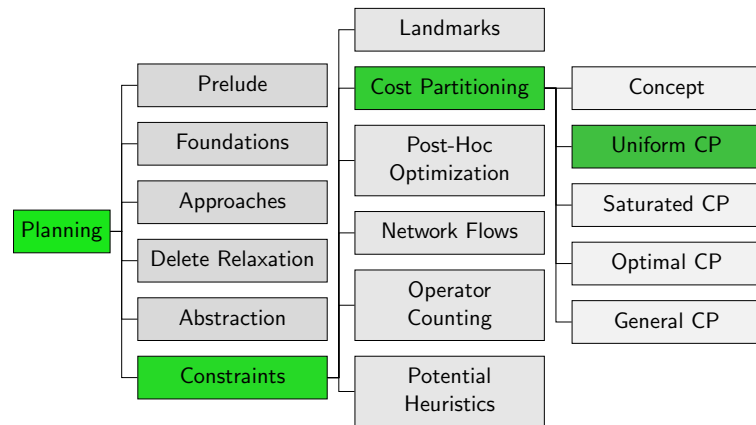 Planning
Prelude
Foundations
Approaches
Delete Relaxation
Abstraction
Constraints
Landmarks
Cost Partitioning
Post-Hoc
Optimization
Network Flows
Operator
Counting
Potential
Heuristics
Concept
Uniform CP
Saturated CP
Optimal CP
General CP